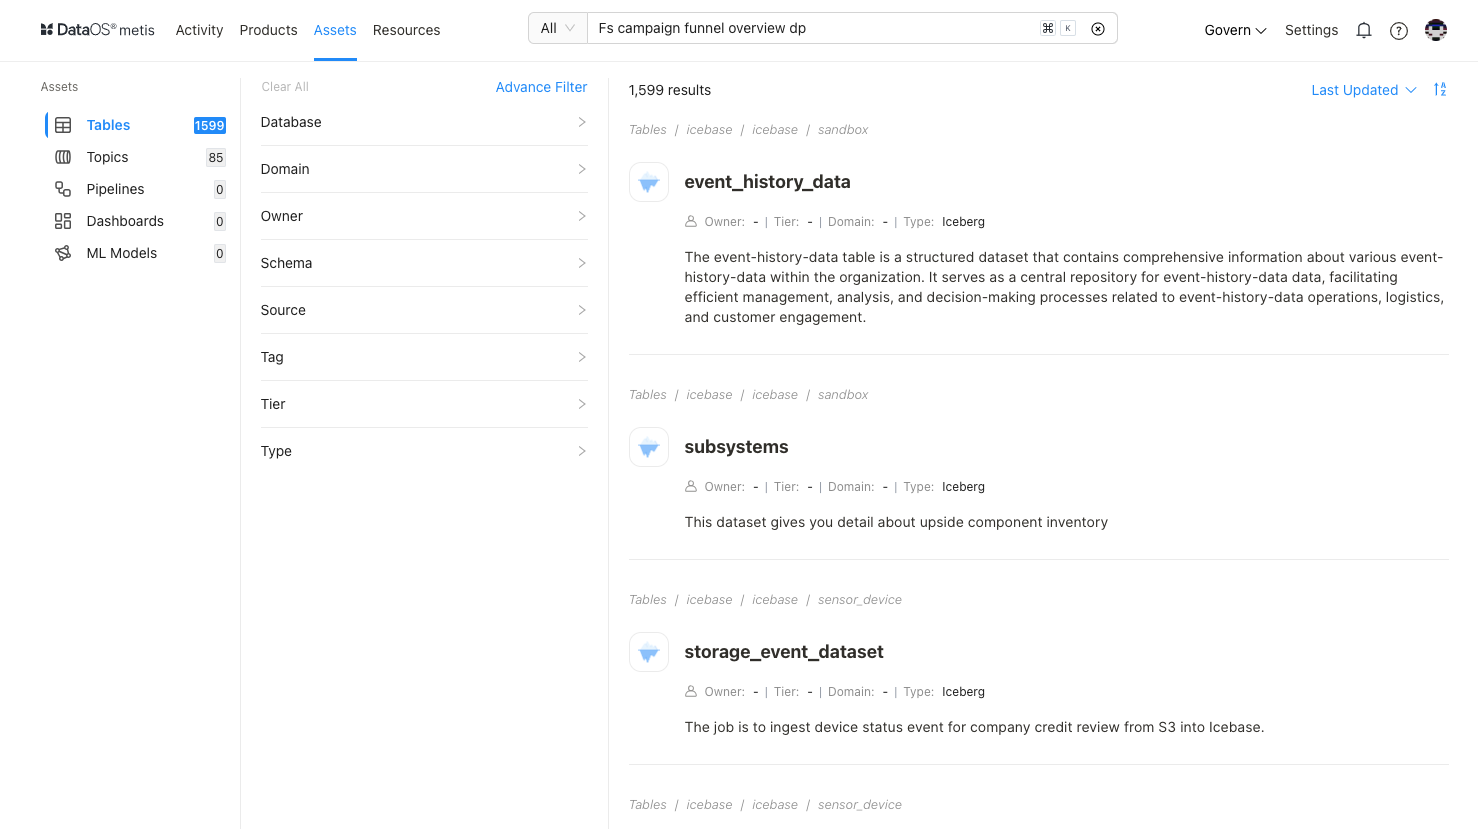 DataOS® metis Activity Products Assets Resources All Fs campaign funnel overview dp ⌘ K Govern Settings
Assets
Tables 1599
Topics 85
Pipelines 0
Dashboards 0
ML Models 0
Clear All Advance Filter
Database
Domain
Owner
Schema
Source
Tag
Tier
Type
1,599 results Last Updated
Tables / icebase / icebase / sandbox
event_history_data
Owner: - | Tier: - | Domain: - | Type: Iceberg
The event-history-data table is a structured dataset that contains comprehensive information about various event-
history-data within the organization. It serves as a central repository for event-history-data data, facilitating
efficient management, analysis, and decision-making processes related to event-history-data operations, logistics,
and customer engagement.
Tables / icebase / icebase / sandbox
subsystems
Owner: - | Tier: - | Domain: - | Type: Iceberg
This dataset gives you detail about upside component inventory
Tables / icebase / icebase / sensor_device
storage_event_dataset
Owner: - | Tier: - | Domain: - | Type: Iceberg
The job is to ingest device status event for company credit review from S3 into Icebase.
Tables / icebase / icebase / sensor_device